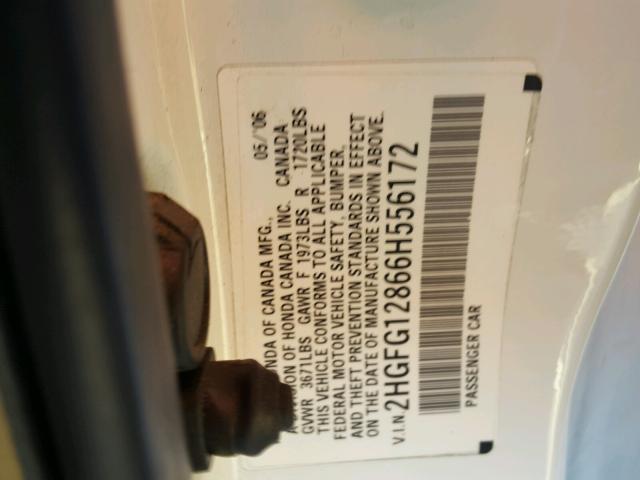 NDA OF CANADA MFG., 05/'06
ION OF HONDA CANADA INC. CANADA
GVWR 3671LBS GAWR F 1973LBS R 1720LBS
THIS VEHICLE CONFORMS TO ALL APPLICABLE
FEDERAL MOTOR VEHICLE SAFETY, BUMPER,
AND THEFT PREVENTION STANDARDS IN EFFECT
ON THE DATE OF MANUFACTURE SHOWN ABOVE.
V.I.N. 2HGFG12866H556172
PASSENGER CAR